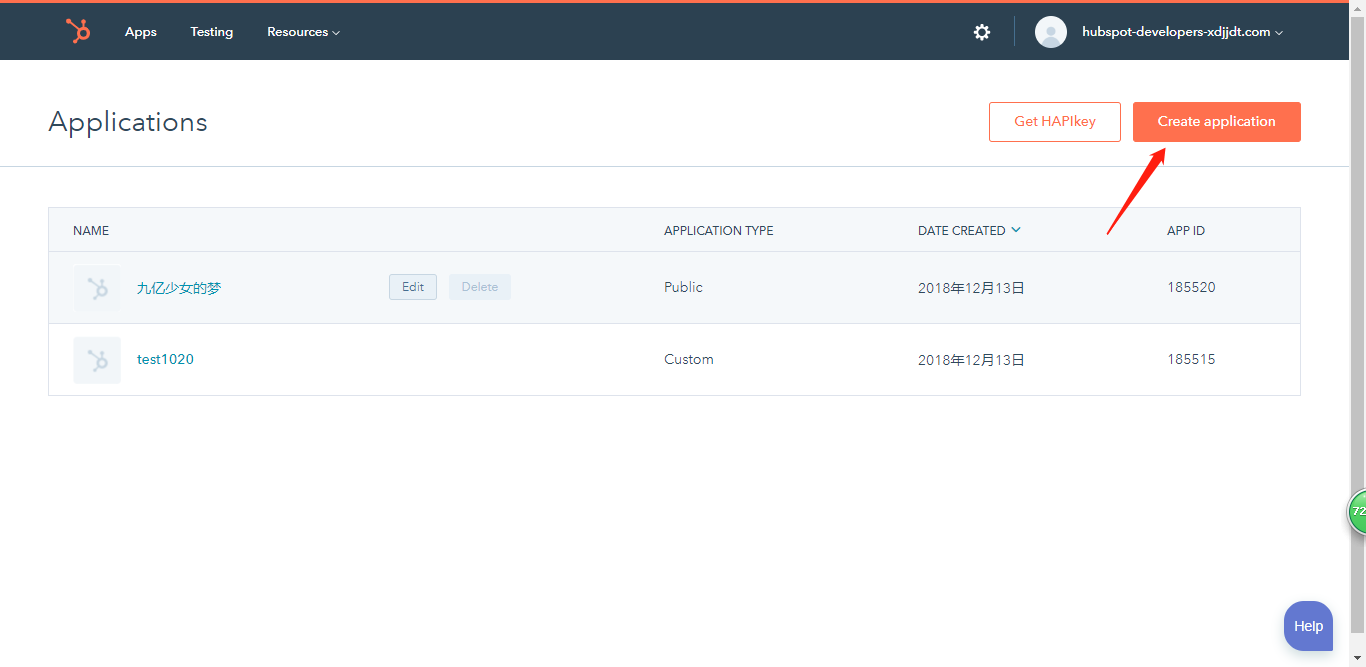 Apps Testing Resources hubspot-developers-xdjjdt.com
Applications Get HAPIkey Create application
NAME APPLICATION TYPE DATE CREATED APP ID
九亿少女的梦 Edit Delete Public 2018年12月13日 185520
test1020 Custom 2018年12月13日 185515
72
Help